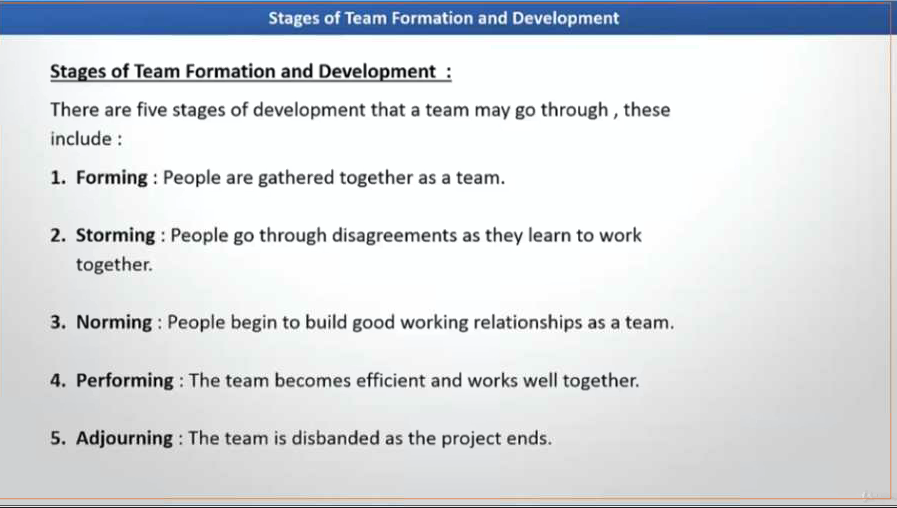 Stages of Team Formation and Development
Stages of Team Formation and Development :
There are five stages of development that a team may go through , these
include :
1. Forming : People are gathered together as a team.
2. Storming : People go through disagreements as they learn to work
together.
3. Norming : People begin to build good working relationships as a team.
4. Performing : The team becomes efficient and works well together.
5. Adjourning : The team is disbanded as the project ends.